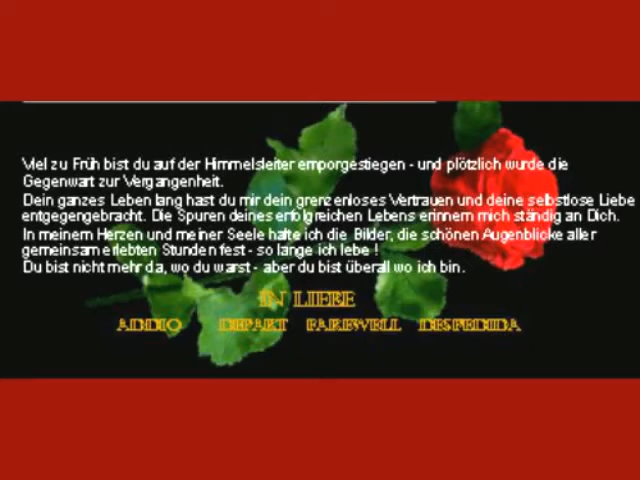 Viel zu Früh bist du auf der Himmelsleiter emporgestiegen - und plötzlich wurde die
Gegenwart zur Vergangenheit.
Dein ganzes Leben lang hast du mir dein grenzenloses Vertrauen und deine selbstlose Liebe
entgegengebracht. Die Spuren deines erfolgreichen Lebens erinnern mich ständig an Dich.
In meinem Herzen und meiner Seele halte ich die Bilder, die schönen Augenblicke aller
gemeinsam erlebten Stunden fest - so lange ich lebe !
Du bist nicht mehr da, wo du warst - aber du bist überall wo ich bin.
IN LIEBE
ADDIO DEPART FAREWELL DESPEDIDA